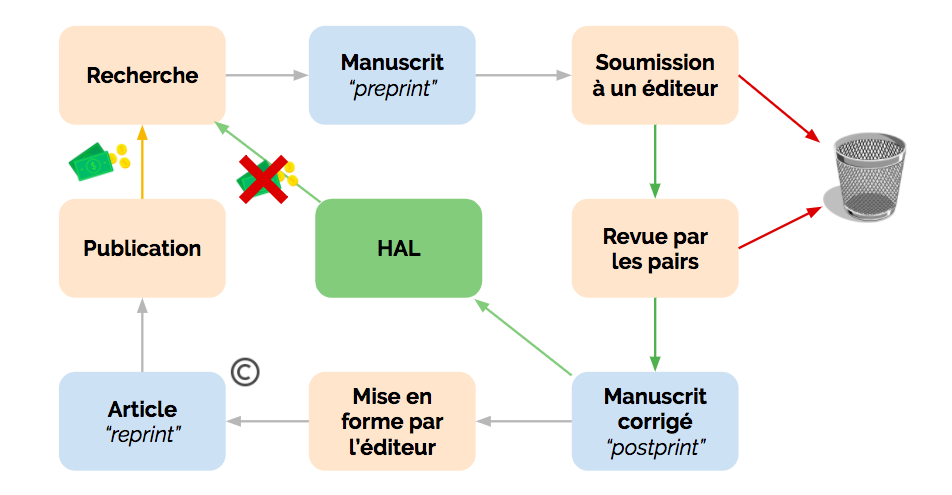 Recherche
Manuscrit
“preprint”
Soumission
à un éditeur
Publication
HAL
Revue par
les pairs
©
Article
“reprint”
Mise en
forme par
l’éditeur
Manuscrit
corrigé
“postprint”